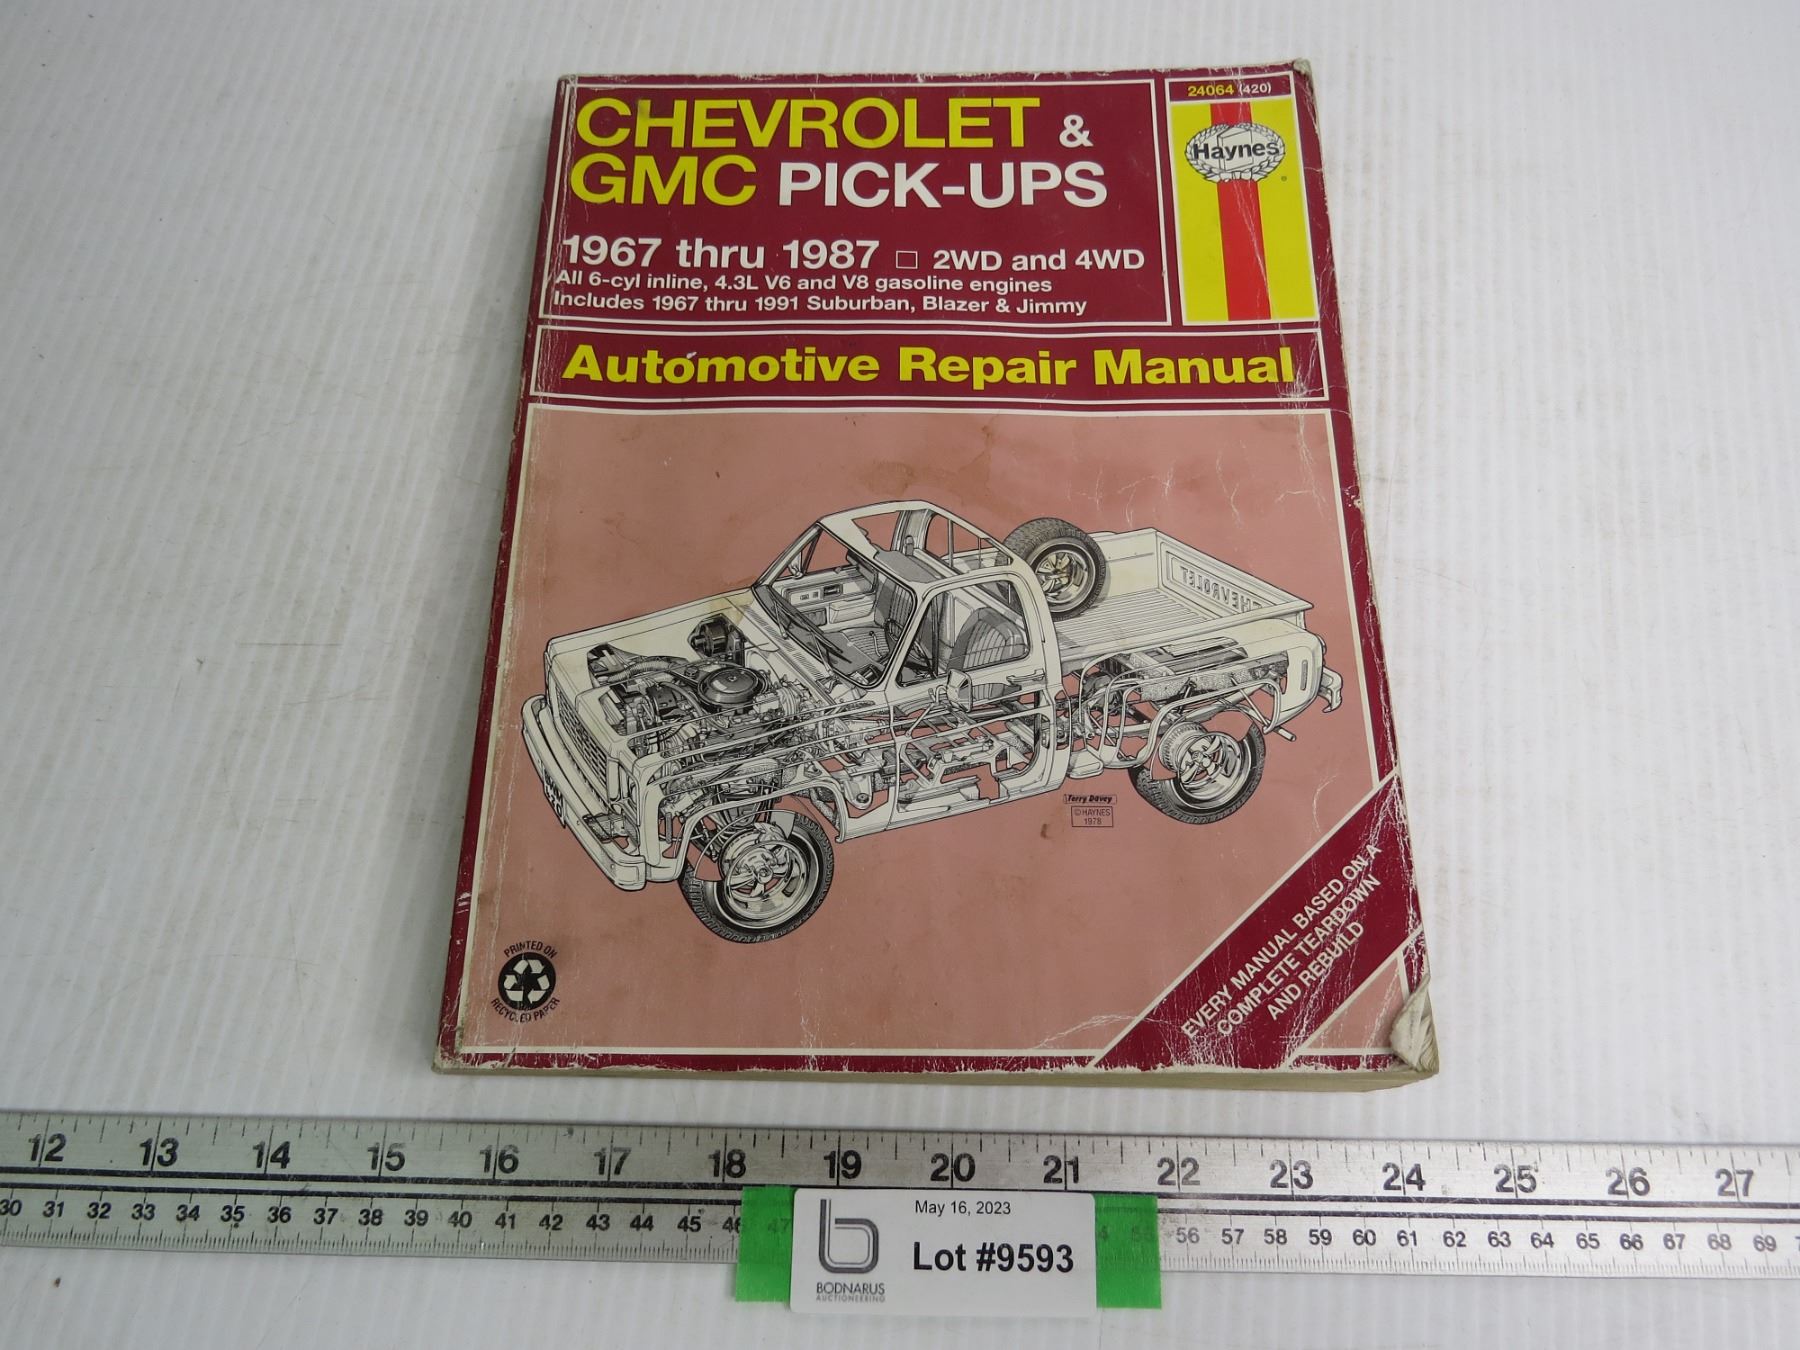 CHEVROLET &
GMC PICK-UPS
1967 thru 1987 □ 2WD and 4WD
All 6-cyl inline, 4.3L V6 and V8 gasoline engines
Includes 1967 thru 1991 Suburban, Blazer & Jimmy
24064 (420)
Haynes
®
Automotive Repair Manual
CHEVROLET
CHEVROLET
Terry Davey
© HAYNES
1978
PRINTED ON
RECYCLED PAPER
EVERY MANUAL BASED ON A
COMPLETE TEARDOWN
AND REBUILD
12 13 14 15 16 17 18 19 20 21 22 23 24 25 26 27
30 31 32 33 34 35 36 37 38 39 40 41 42 43 44 45 46 47 55 56 57 58 59 60 61 62 63 64 65 66 67 68 69
May 16, 2023
Lot #9593
b
BODNARUS
AUCTIONEERING